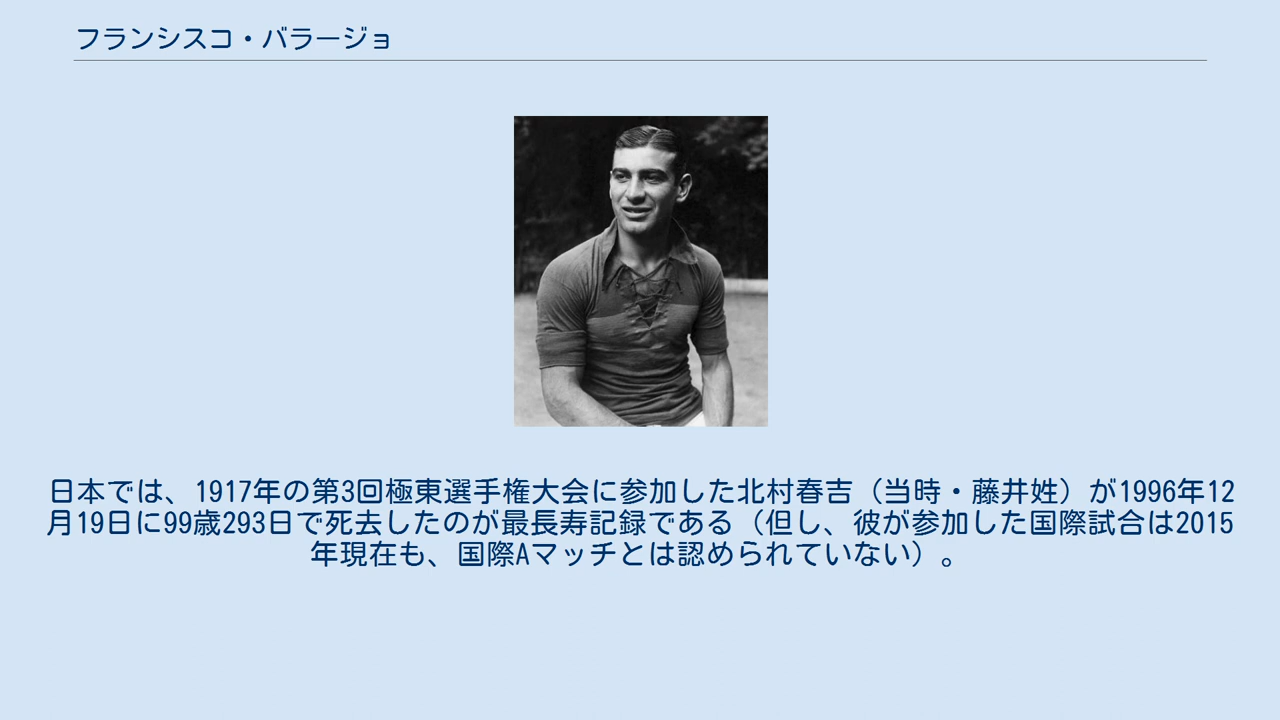 フランシスコ・バラージョ
日本では、1917年の第3回極東選手権大会に参加した北村春吉（当時・藤井姓）が1996年12
月19日に99歳293日で死去したのが最長寿記録である（但し、彼が参加した国際試合は2015
年現在も、国際Aマッチとは認められていない）。